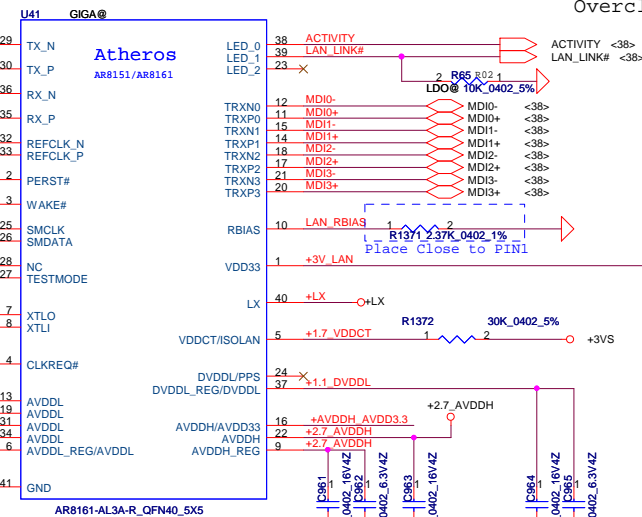 Overcl
U41 GIGA@
Atheros
AR8151/AR8161
29 TX_N
30 TX_P
36 RX_N
35 RX_P
32 REFCLK_N
33 REFCLK_P
2 PERST#
3 WAKE#
25 SMCLK
26 SMDATA
28 NC
27 TESTMODE
7 XTLO
8 XTLI
4 CLKREQ#
13 AVDDL
19 AVDDL
31 AVDDL
34 AVDDL
6 AVDDL_REG/AVDDL
41 GND
LED_0 38 ACTIVITY ACTIVITY <38>
LED_1 39 LAN_LINK# LAN_LINK# <38>
LED_2 23
2 R65 R02 1
LDO@ 10K_0402_5%
TRXN0 12 MDI0- MDI0- <38>
TRXP0 11 MDI0+ MDI0+ <38>
TRXN1 15 MDI1- MDI1- <38>
TRXP1 14 MDI1+ MDI1+ <38>
TRXN2 18 MDI2- MDI2- <38>
TRXP2 17 MDI2+ MDI2+ <38>
TRXN3 21 MDI3- MDI3- <38>
TRXP3 20 MDI3+ MDI3+ <38>
RBIAS 10 LAN_RBIAS 1 2
R1371 2.37K_0402_1%
Place Close to PIN1
VDD33 1 +3V_LAN
LX 40 +LX +LX
R1372 30K_0402_5%
VDDCT/ISOLAN 5 +1.7_VDDCT 1 2 +3VS
DVDDL/PPS 24
DVDDL_REG/DVDDL 37 +1.1_DVDDL
+2.7_AVDDH
AVDDH/AVDD33 16 +AVDDH_AVDD3.3
AVDDH 22 +2.7_AVDDH
AVDDH_REG 9 +2.7_AVDDH
C961 1 0402_16V4Z
C962 1 0402_6.3V4Z
C963 1 0402_16V4Z
C964 1 0402_16V4Z
C965 1 0402_6.3V4Z
AR8161-AL3A-R_QFN40_5X5